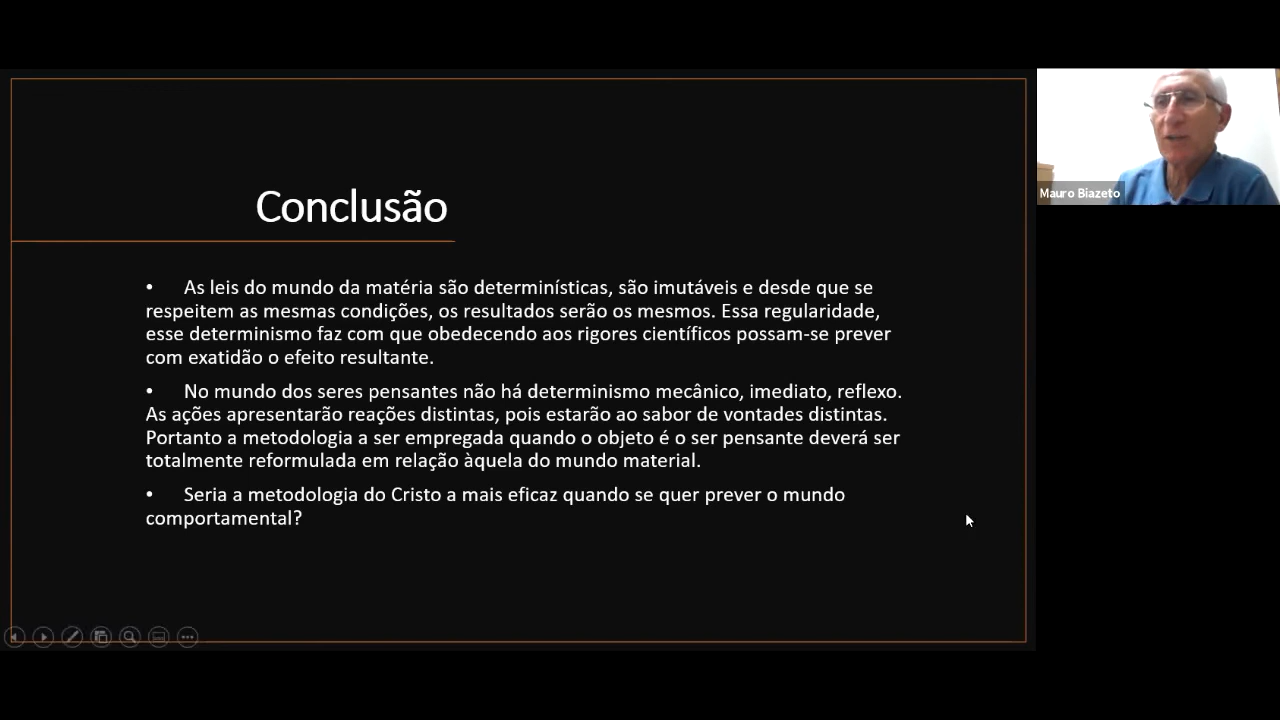 Conclusão
• As leis do mundo da matéria são determinísticas, são imutáveis e desde que se
respeitem as mesmas condições, os resultados serão os mesmos. Essa regularidade,
esse determinismo faz com que obedecendo aos rigores científicos possam-se prever
com exatidão o efeito resultante.
• No mundo dos seres pensantes não há determinismo mecânico, imediato, reflexo.
As ações apresentarão reações distintas, pois estarão ao sabor de vontades distintas.
Portanto a metodologia a ser empregada quando o objeto é o ser pensante deverá ser
totalmente reformulada em relação àquela do mundo material.
• Seria a metodologia do Cristo a mais eficaz quando se quer prever o mundo
comportamental?
Mauro Biazeto